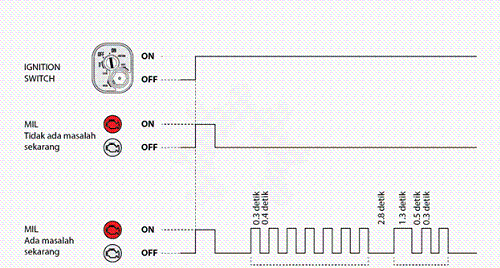 IGNITION
SWITCH
ON
OFF
MIL
Tidak ada masalah
sekarang
ON
OFF
0.3 detik
0.4 detik
2.8 detik
1.3 detik
0.5 detik
0.3 detik
MIL
Ada masalah
sekarang
ON
OFF